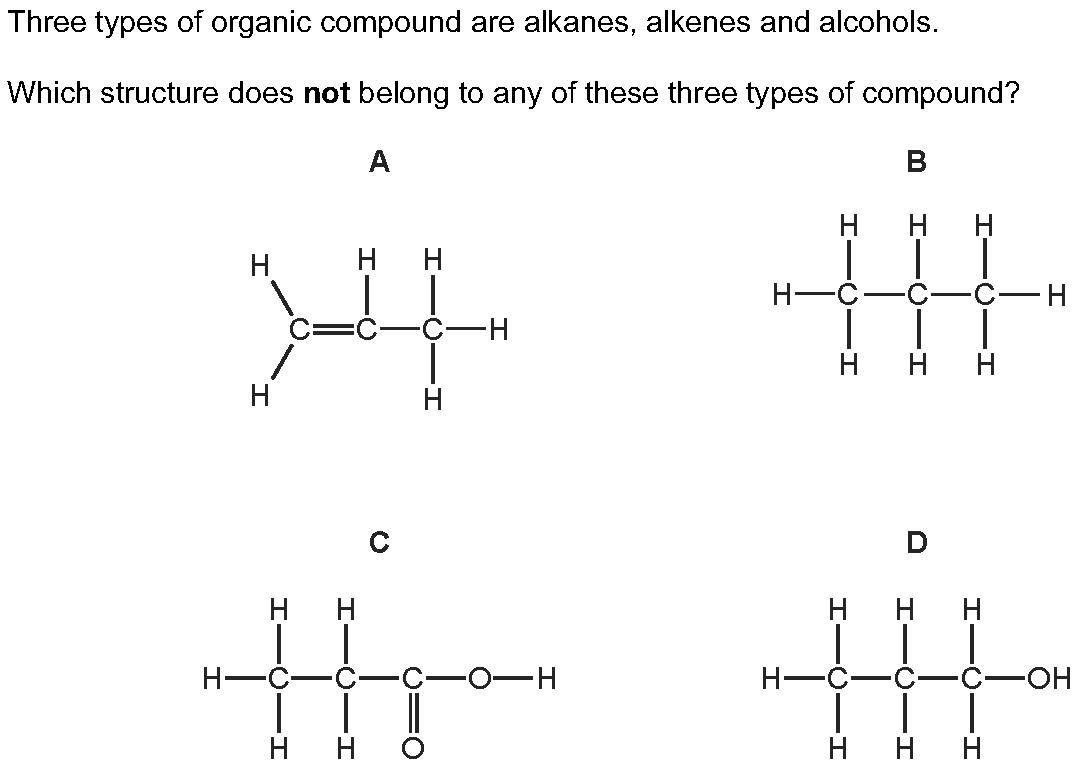 Three types of organic compound are alkanes, alkenes and alcohols.
Which structure does not belong to any of these three types of compound?
A
H H H
C C C H
H H
B
H H H
H C C C H
H H H
C
H H
H C C C O H
H H O
D
H H H
H C C C OH
H H H